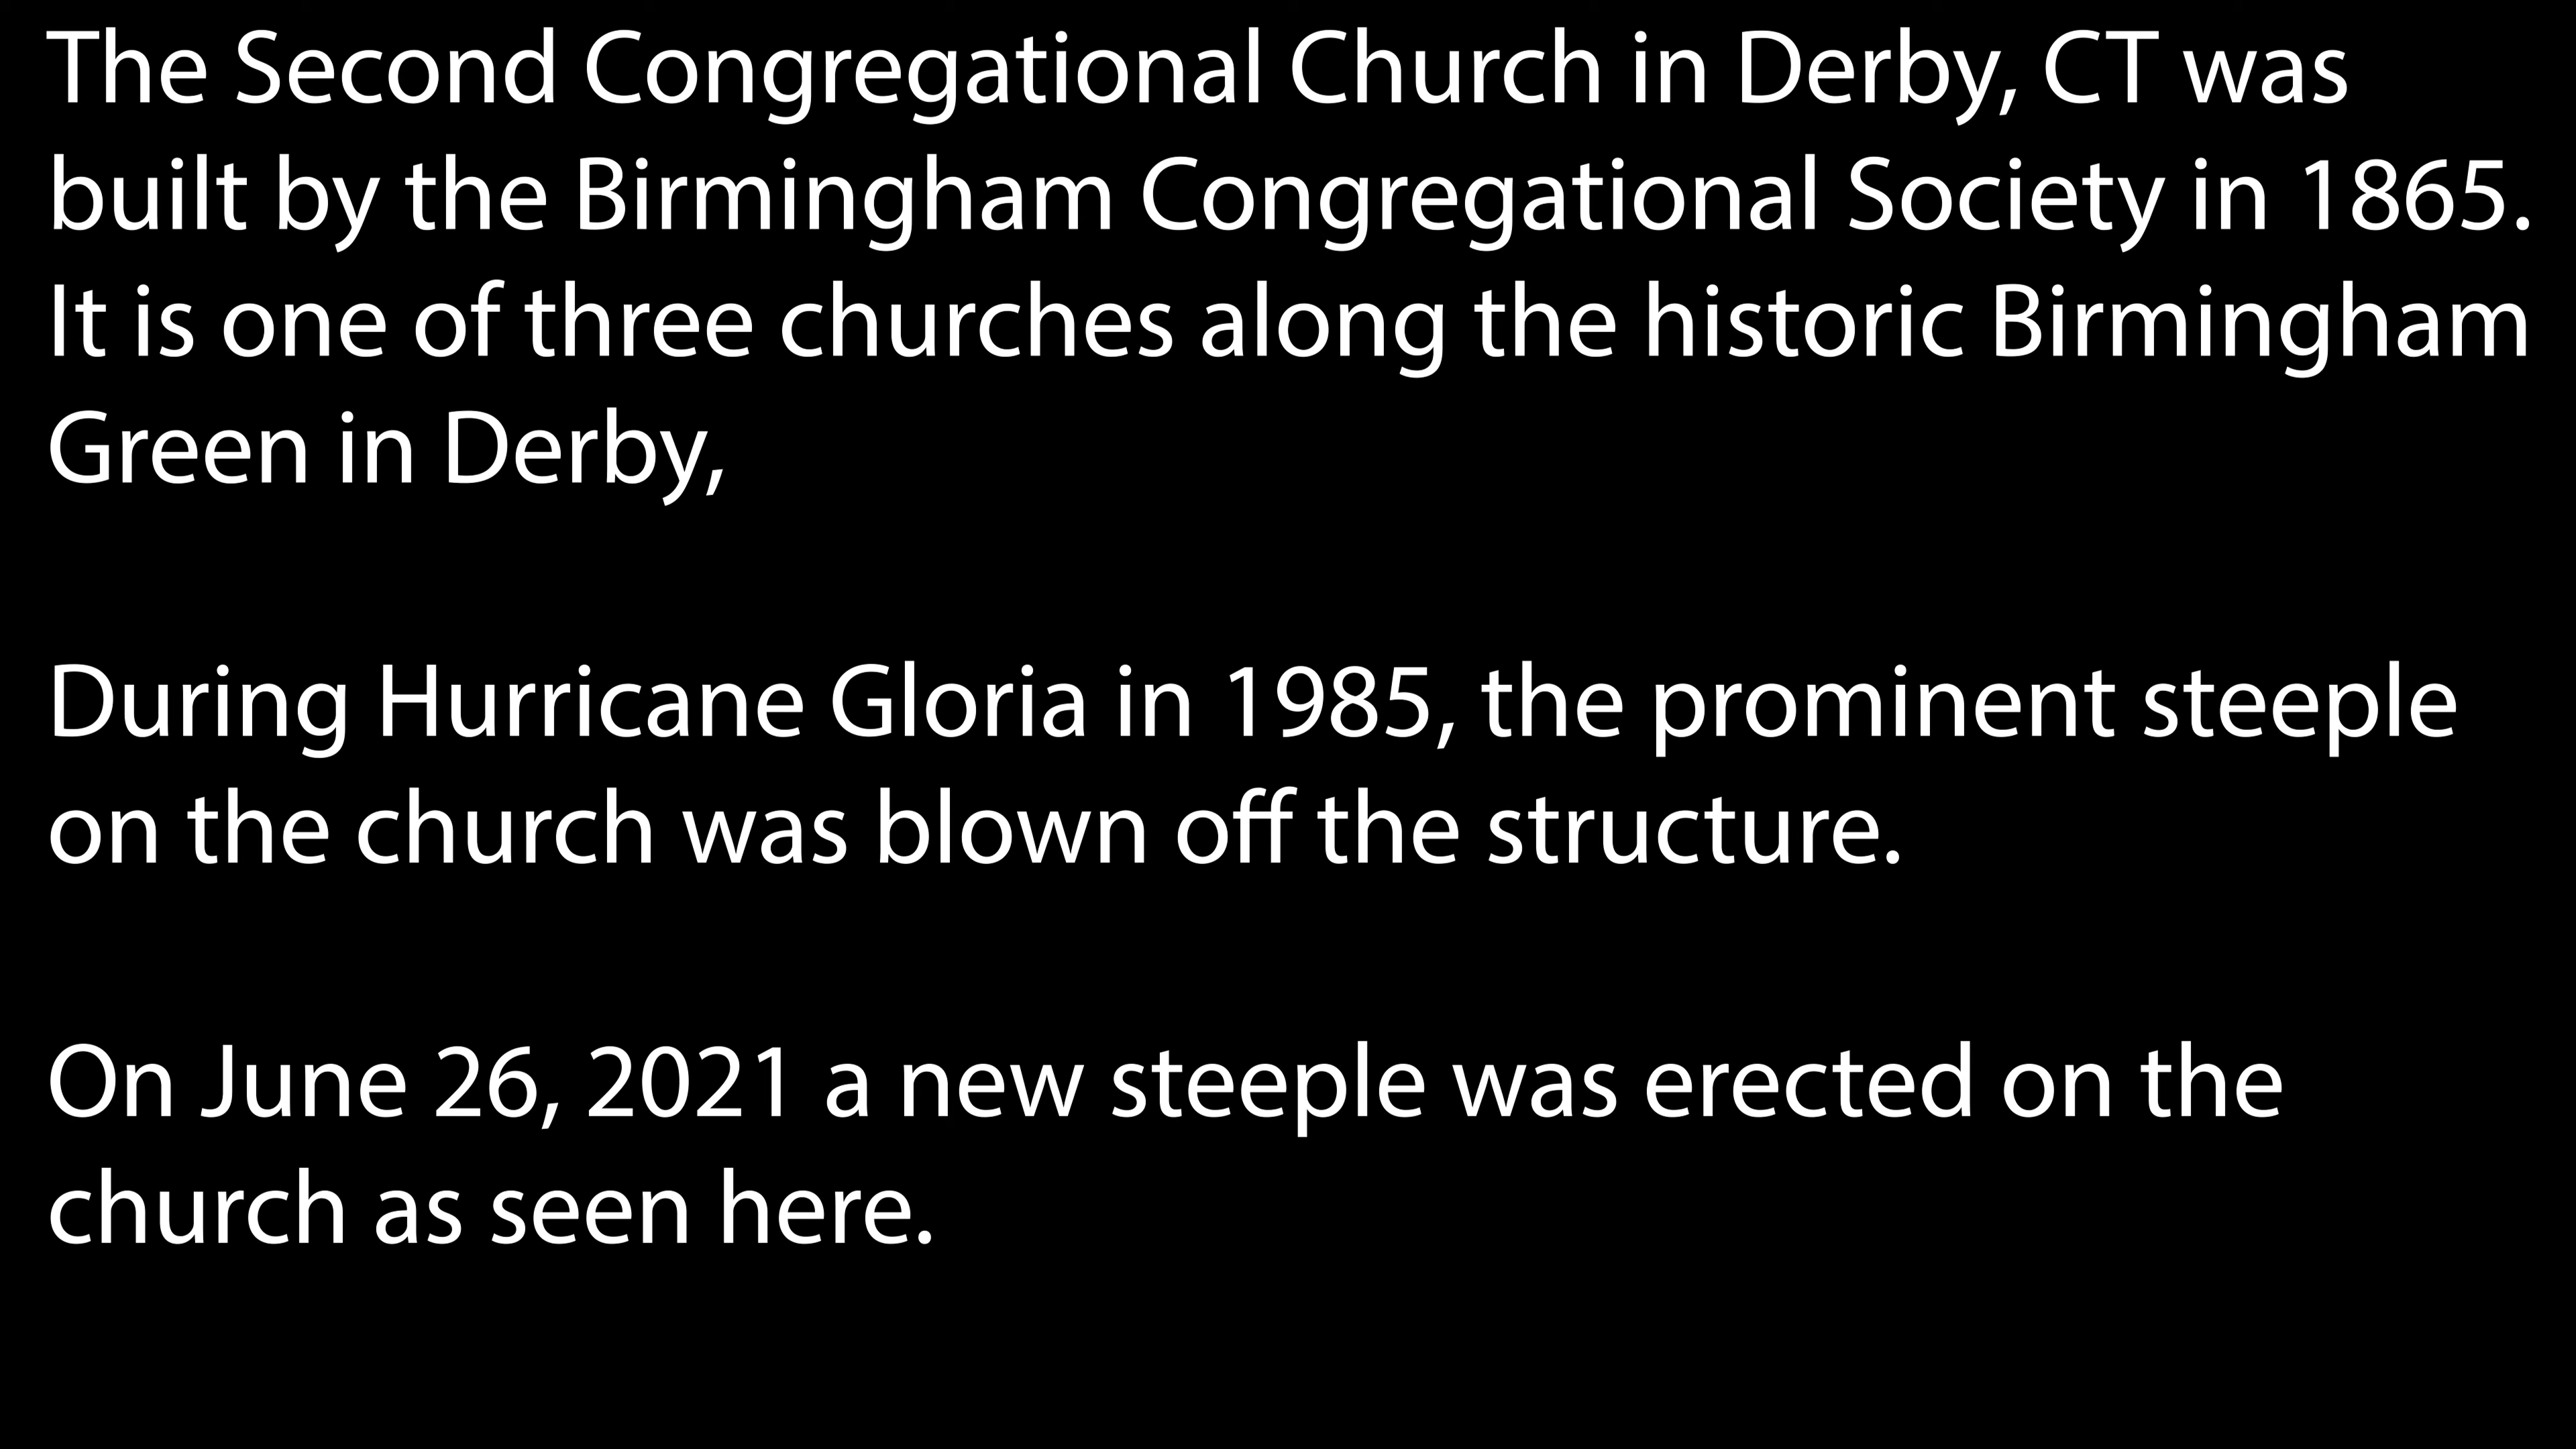 The Second Congregational Church in Derby, CT was
built by the Birmingham Congregational Society in 1865.
It is one of three churches along the historic Birmingham
Green in Derby,
During Hurricane Gloria in 1985, the prominent steeple
on the church was blown off the structure.
On June 26, 2021 a new steeple was erected on the
church as seen here.